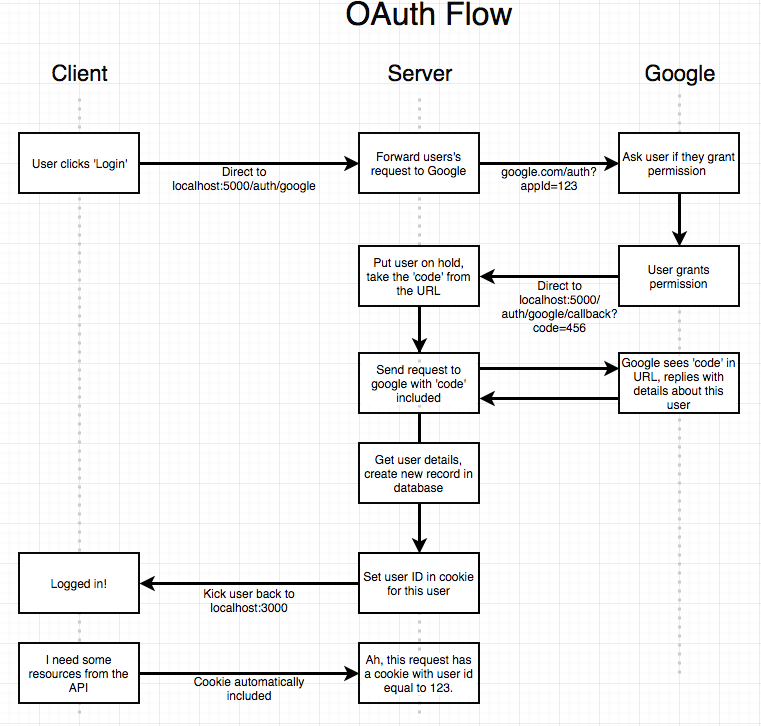 OAuth Flow
Client
Server
Google
User clicks 'Login'
Direct to
localhost:5000/auth/google
Forward users's
request to Google
google.com/auth?
appId=123
Ask user if they grant
permission
User grants
permission
Direct to
localhost:5000/
auth/google/callback?
code=456
Put user on hold,
take the 'code' from
the URL
Send request to
google with 'code'
included
Google sees 'code' in
URL, replies with
details about this
user
Get user details,
create new record in
database
Set user ID in cookie
for this user
Kick user back to
localhost:3000
Logged in!
I need some
resources from the
API
Cookie automatically
included
Ah, this request has
a cookie with user id
equal to 123.